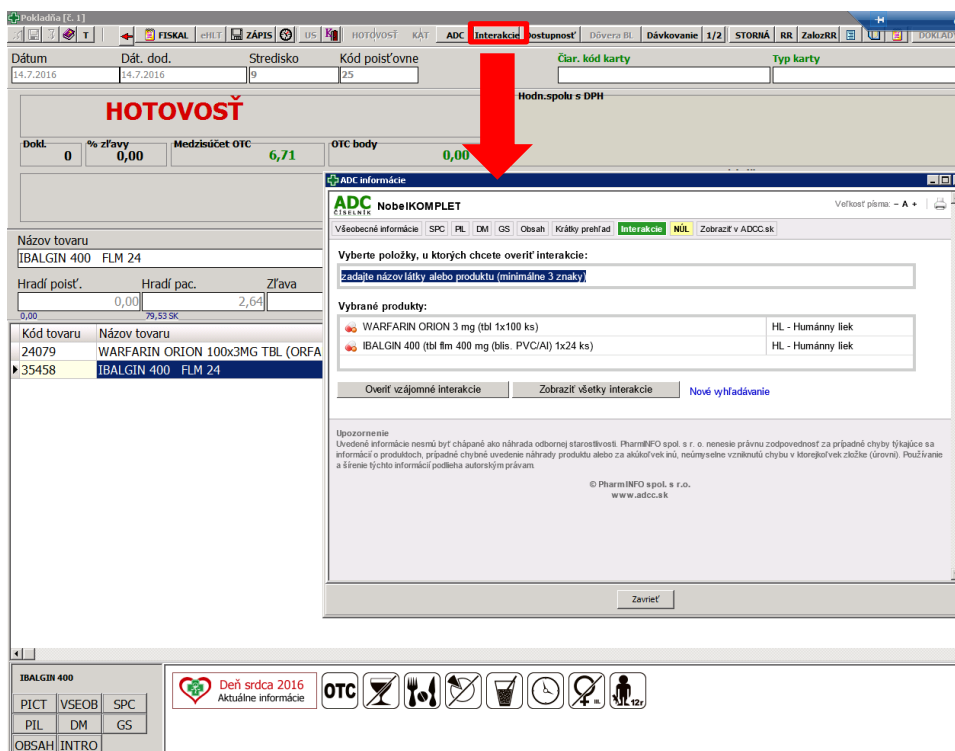 Pokladňa [č. 1]
T FISKAL eHLT ZÁPIS US HOTOVOSŤ KÁT ADC Interakcie Dostupnosť Dôvera BL Dávkovanie 1/2 STORNÁ RR ZalozRR DOKLAD
Dátum Dát. dod. Stredisko Kód poisťovne Čiar. kód karty Typ karty
14.7.2016 14.7.2016 9 25
Hodn.spolu s DPH
HOTOVOSŤ
Dokl. % zľavy Medzisúčet OTC OTC body
0 0,00 6,71 0,00
ADC informácie
ADC ČÍSELNÍK NobelKOMPLET Veľkosť písma: – A +
Všeobecné informácie SPC PIL DM GS Obsah Krátky prehľad Interakcie NÚL Zobraziť v ADCC.sk
Vyberte položky, u ktorých chcete overiť interakcie:
zadajte názov látky alebo produktu (minimálne 3 znaky)
Vybrané produkty:
WARFARIN ORION 3 mg (tbl 1x100 ks) HL - Humánny liek
IBALGIN 400 (tbl flm 400 mg (blis. PVC/Al) 1x24 ks) HL - Humánny liek
Overiť vzájomné interakcie Zobraziť všetky interakcie Nové vyhľadávanie
Upozornenie
Uvedené informácie nesmú byť chápané ako náhrada odbornej starostlivosti. PharmINFO spol. s r. o. nenesie právnu zodpovednosť za prípadné chyby týkajúce sa
informácií o produktoch, prípadné chybné uvedenie náhrady produktu alebo za akúkoľvek inú, neúmyselne vzniknutú chybu v ktorejkoľvek zložke (úrovni). Používanie
a šírenie týchto informácií podlieha autorským právam.
© PharmINFO spol. s r.o.
www.adcc.sk
Zavrieť
Názov tovaru
IBALGIN 400 FLM 24
Hradí poisť. Hradí pac. Zľava
0,00 2,64
0,00 79,53 SK
Kód tovaru Názov tovaru
24079 WARFARIN ORION 100x3MG TBL (ORFA
35458 IBALGIN 400 FLM 24
IBALGIN 400
PICT VSEOB SPC
PIL DM GS
OBSAH INTRO
Deň srdca 2016
Aktuálne informácie
OTC
III.
12r